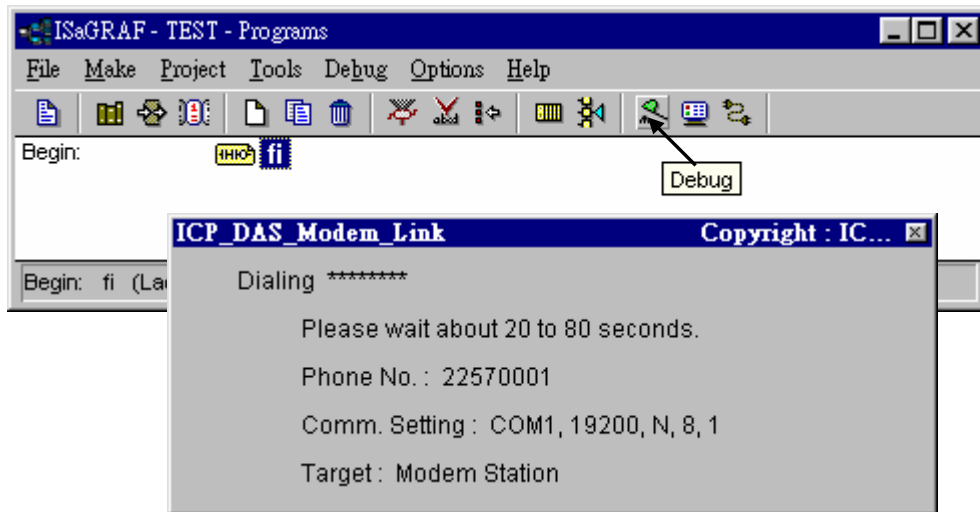 ISaGRAF - TEST - Programs
File Make Project Tools Debug Options Help
Begin: fi
Debug
ICP_DAS_Modem_Link Copyright : IC...
Begin: fi (La
Dialing ********
Please wait about 20 to 80 seconds.
Phone No. : 22570001
Comm. Setting : COM1, 19200, N, 8, 1
Target : Modem Station